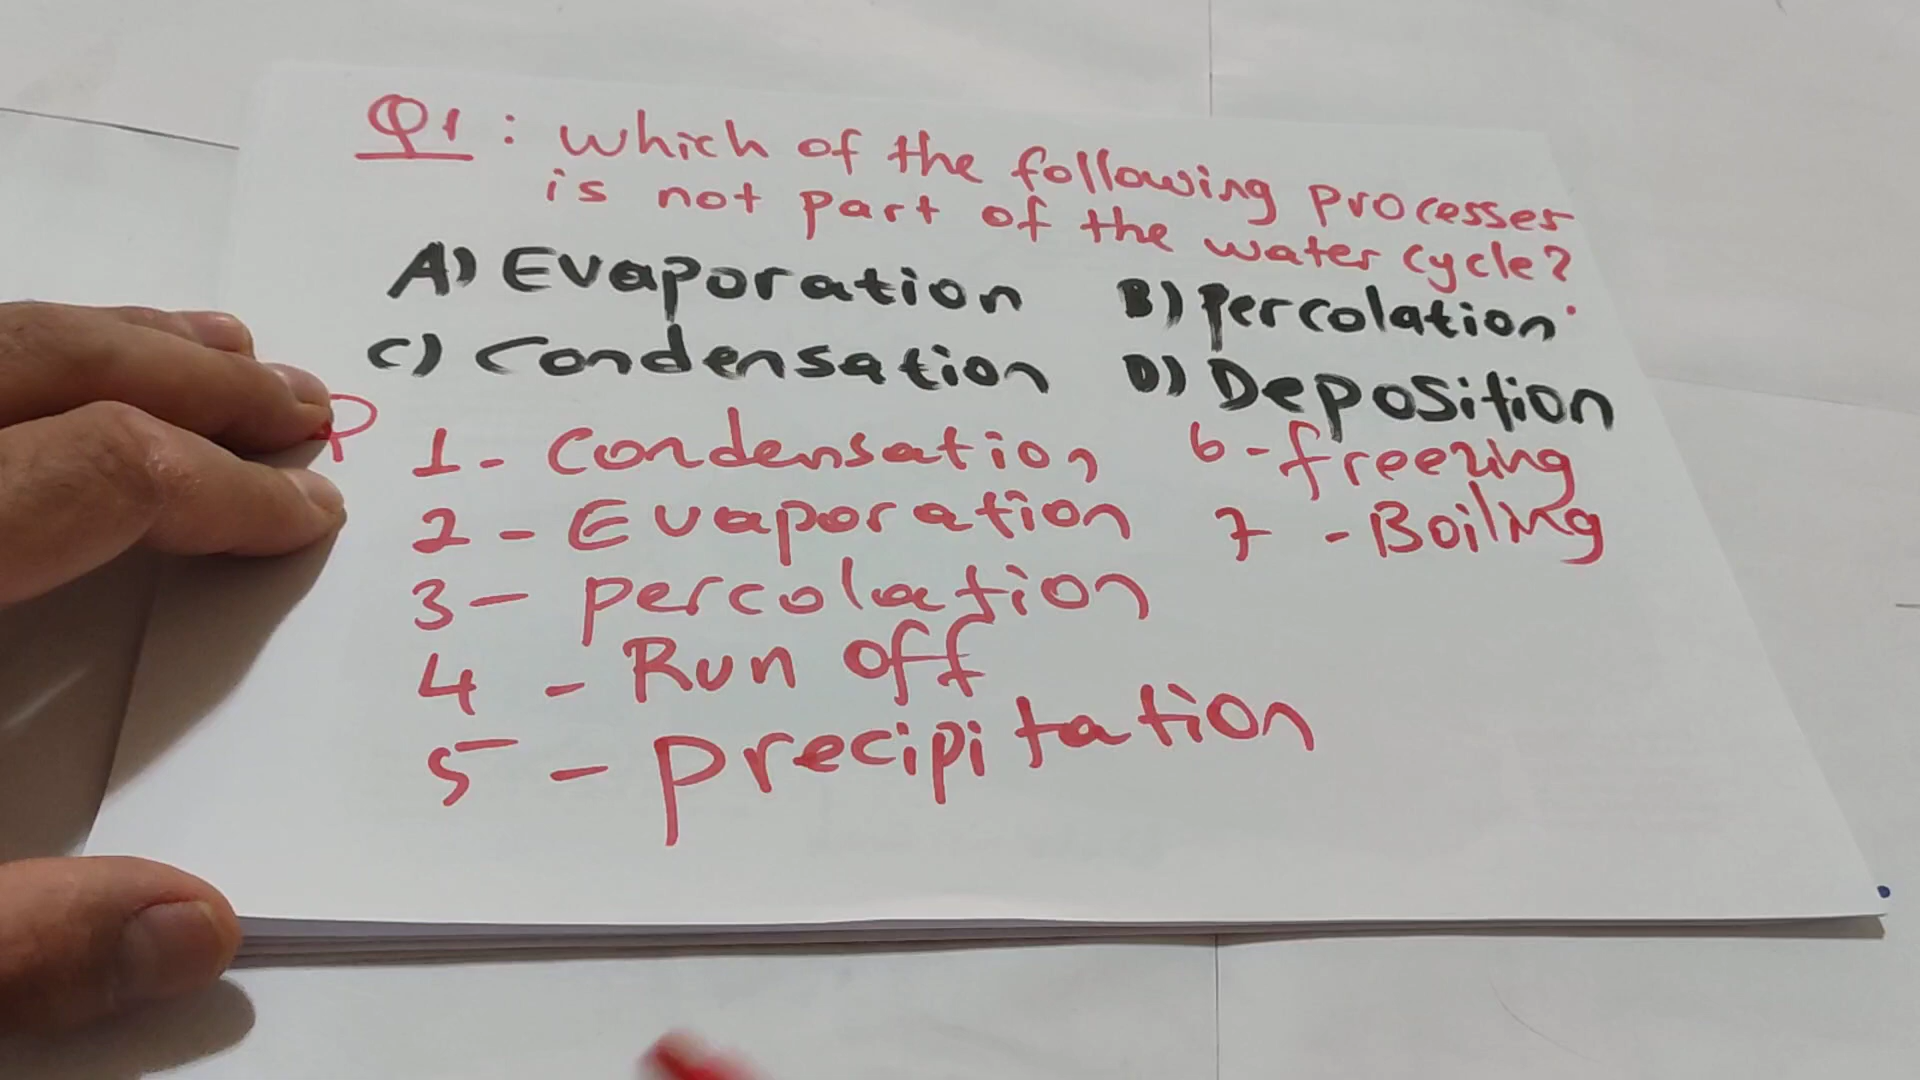 Q1: Which of the following processes
is not part of the water cycle?
A) Evaporation B) Percolation
C) Condensation D) Deposition
P
1- Condensation 6-freezing
2- Evaporation 7-Boiling
3- percolation
4- Run off
5- precipitation